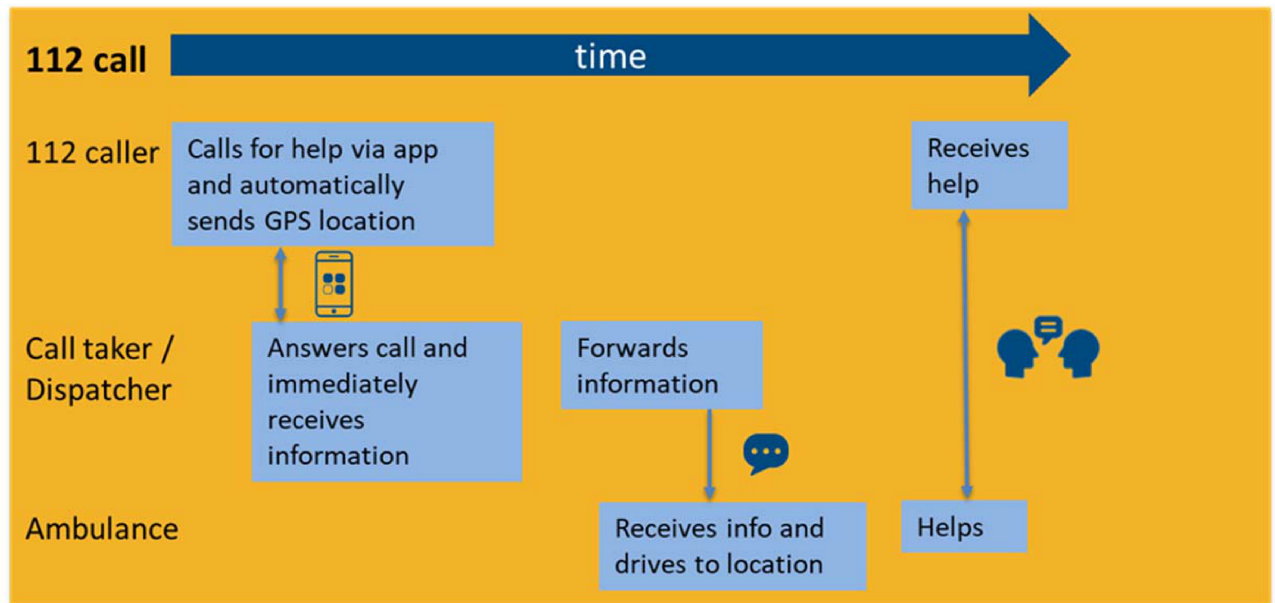 112 call
time
112 caller
Calls for help via app
and automatically
sends GPS location
Receives
help
Call taker /
Dispatcher
Answers call and
immediately
receives
information
Forwards
information
Ambulance
Receives info and
drives to location
Helps